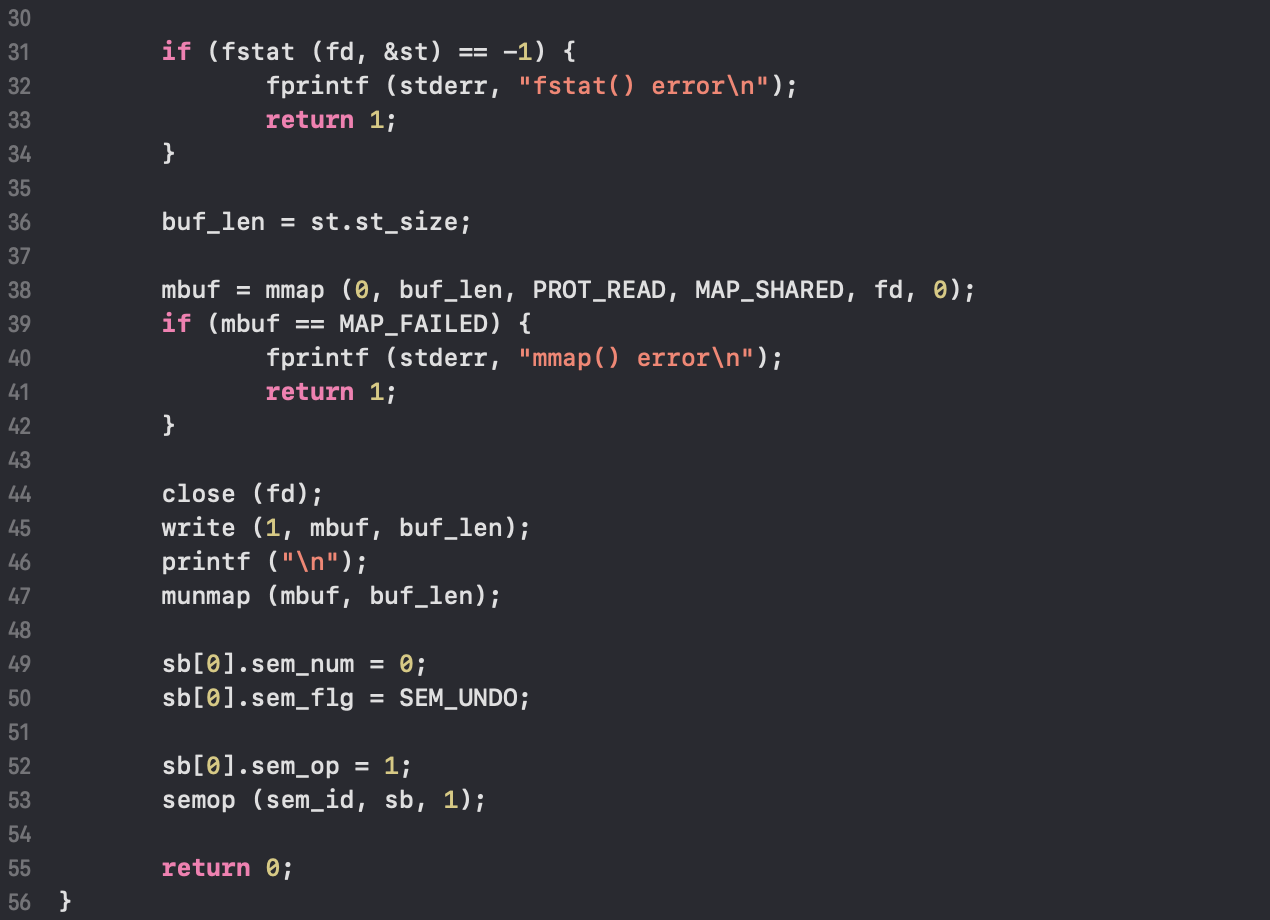 30
31 if (fstat (fd, &st) == -1) {
32 fprintf (stderr, "fstat() error\n");
33 return 1;
34 }
35
36 buf_len = st.st_size;
37
38 mbuf = mmap (0, buf_len, PROT_READ, MAP_SHARED, fd, 0);
39 if (mbuf == MAP_FAILED) {
40 fprintf (stderr, "mmap() error\n");
41 return 1;
42 }
43
44 close (fd);
45 write (1, mbuf, buf_len);
46 printf ("\n");
47 munmap (mbuf, buf_len);
48
49 sb[0].sem_num = 0;
50 sb[0].sem_flg = SEM_UNDO;
51
52 sb[0].sem_op = 1;
53 semop (sem_id, sb, 1);
54
55 return 0;
56 }